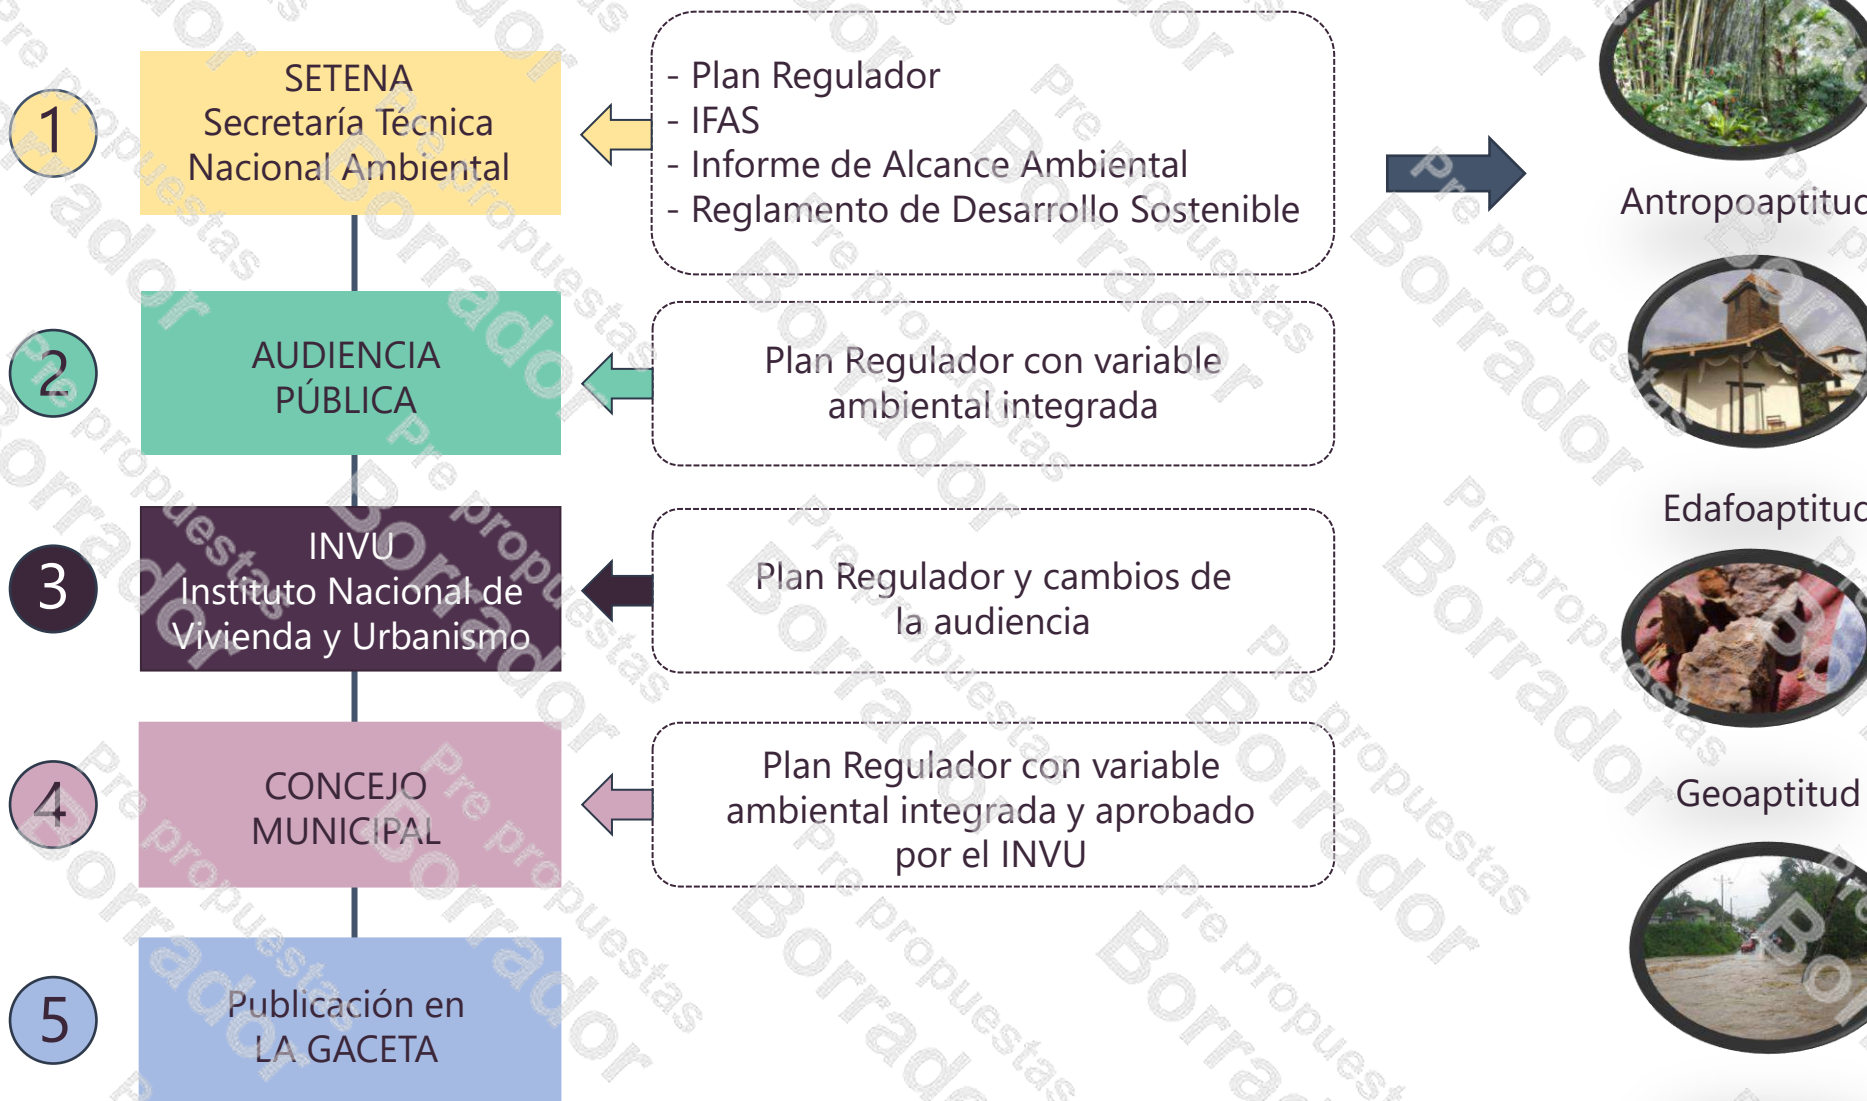 1
SETENA
Secretaría Técnica
Nacional Ambiental
- Plan Regulador
- IFAS
- Informe de Alcance Ambiental
- Reglamento de Desarrollo Sostenible
2
AUDIENCIA
PÚBLICA
Plan Regulador con variable
ambiental integrada
3
INVU
Instituto Nacional de
Vivienda y Urbanismo
Plan Regulador y cambios de
la audiencia
4
CONCEJO
MUNICIPAL
Plan Regulador con variable
ambiental integrada y aprobado
por el INVU
5
Publicación en
LA GACETA
Antropoaptitud
Edafoaptitud
Geoaptitud
Pre propuestas
Borrador